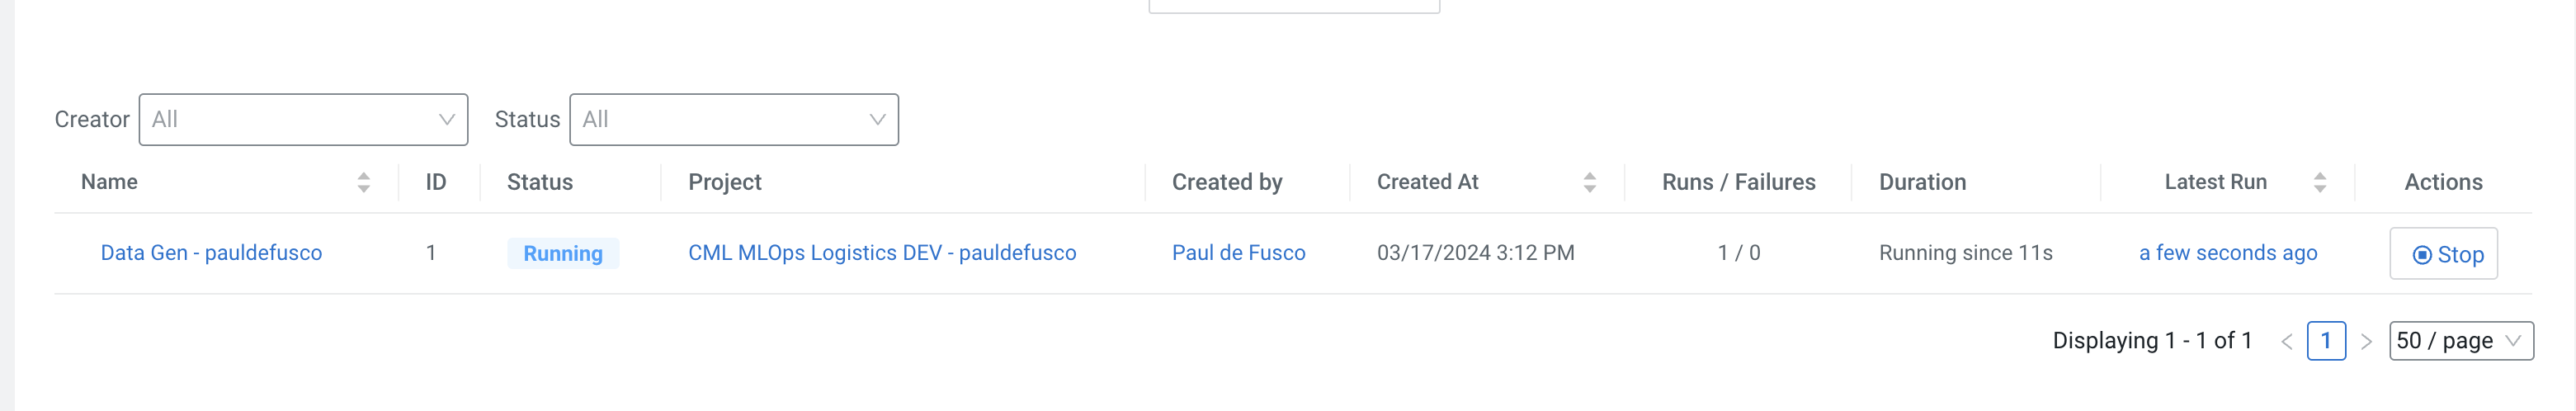 Creator All Status All
Name ID Status Project Created by Created At Runs / Failures Duration Latest Run Actions
Data Gen - pauldefusco 1 Running CML MLOps Logistics DEV - pauldefusco Paul de Fusco 03/17/2024 3:12 PM 1 / 0 Running since 11s a few seconds ago Stop
Displaying 1 - 1 of 1 < 1 > 50 / page